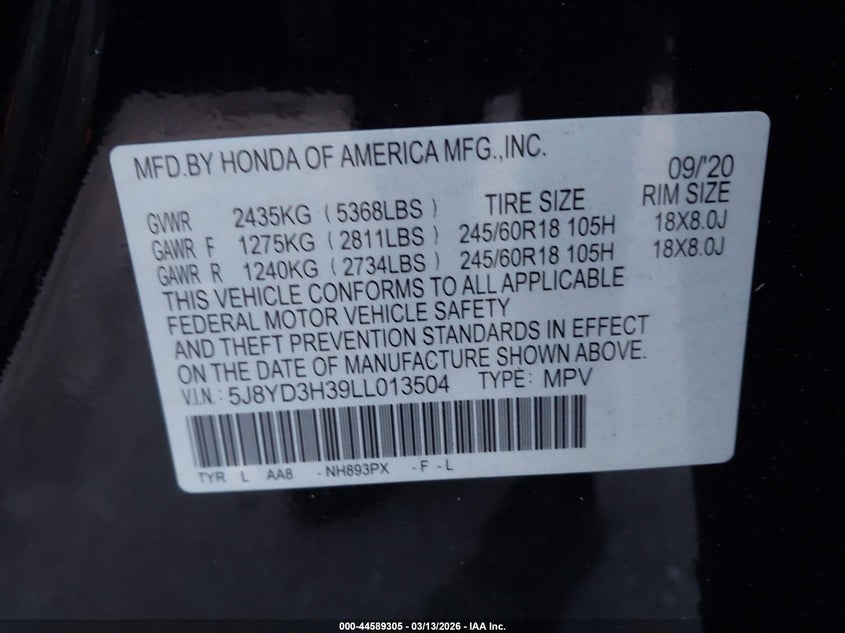 MFD.BY HONDA OF AMERICA MFG.,INC. 09/'20
GVWR 2435KG (5368LBS) TIRE SIZE RIM SIZE
GAWR F 1275KG (2811LBS) 245/60R18 105H 18X8.0J
GAWR R 1240KG (2734LBS) 245/60R18 105H 18X8.0J
THIS VEHICLE CONFORMS TO ALL APPLICABLE
FEDERAL MOTOR VEHICLE SAFETY
AND THEFT PREVENTION STANDARDS IN EFFECT
ON THE DATE OF MANUFACTURE SHOWN ABOVE.
V.I.N.: 5J8YD3H39LL013504 TYPE: MPV
TYR L AA8 -NH893PX -F-L
000-44589305 - 03/13/2026 - IAA Inc.